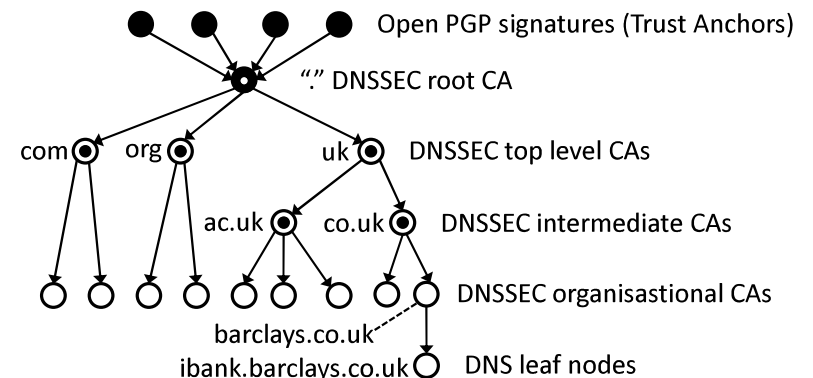 Open PGP signatures (Trust Anchors)
“.” DNSSEC root CA
com org uk DNSSEC top level CAs
ac.uk co.uk DNSSEC intermediate CAs
DNSSEC organisastional CAs
barclays.co.uk
ibank.barclays.co.uk DNS leaf nodes